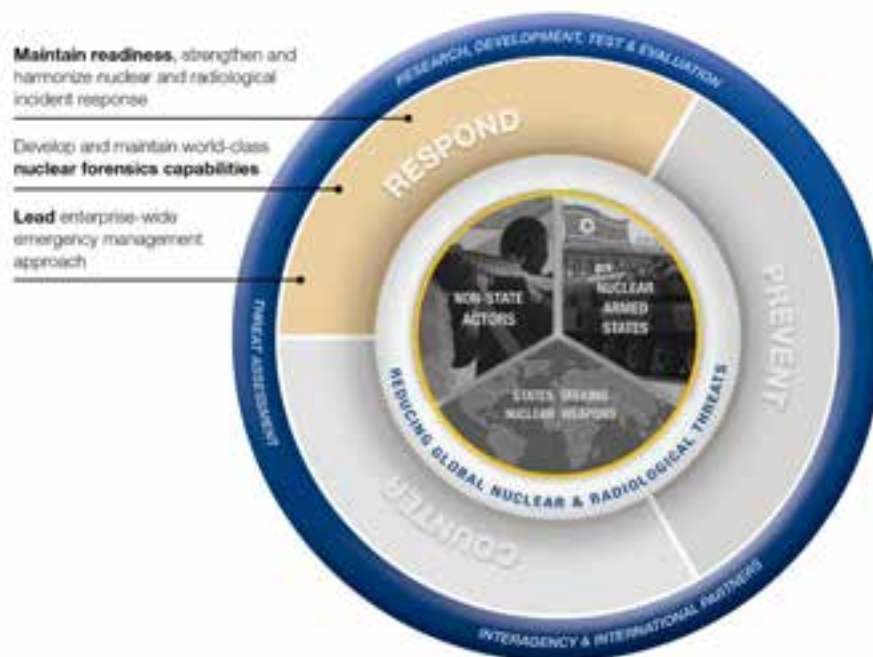 Maintain readiness, strengthen and
harmonize nuclear and radiological
incident response
Develop and maintain world-class
nuclear forensics capabilities
Lead enterprise-wide
emergency management
approach
RESEARCH, DEVELOPMENT, TEST & EVALUATION
RESPOND
PREVENT
COUNTER
THREAT ASSESSMENT
INTERAGENCY & INTERNATIONAL PARTNERS
REDUCING GLOBAL NUCLEAR & RADIOLOGICAL THREATS
NON-STATE
ACTORS
NUCLEAR
ARMED
STATES
STATES SEEKING
NUCLEAR WEAPONS